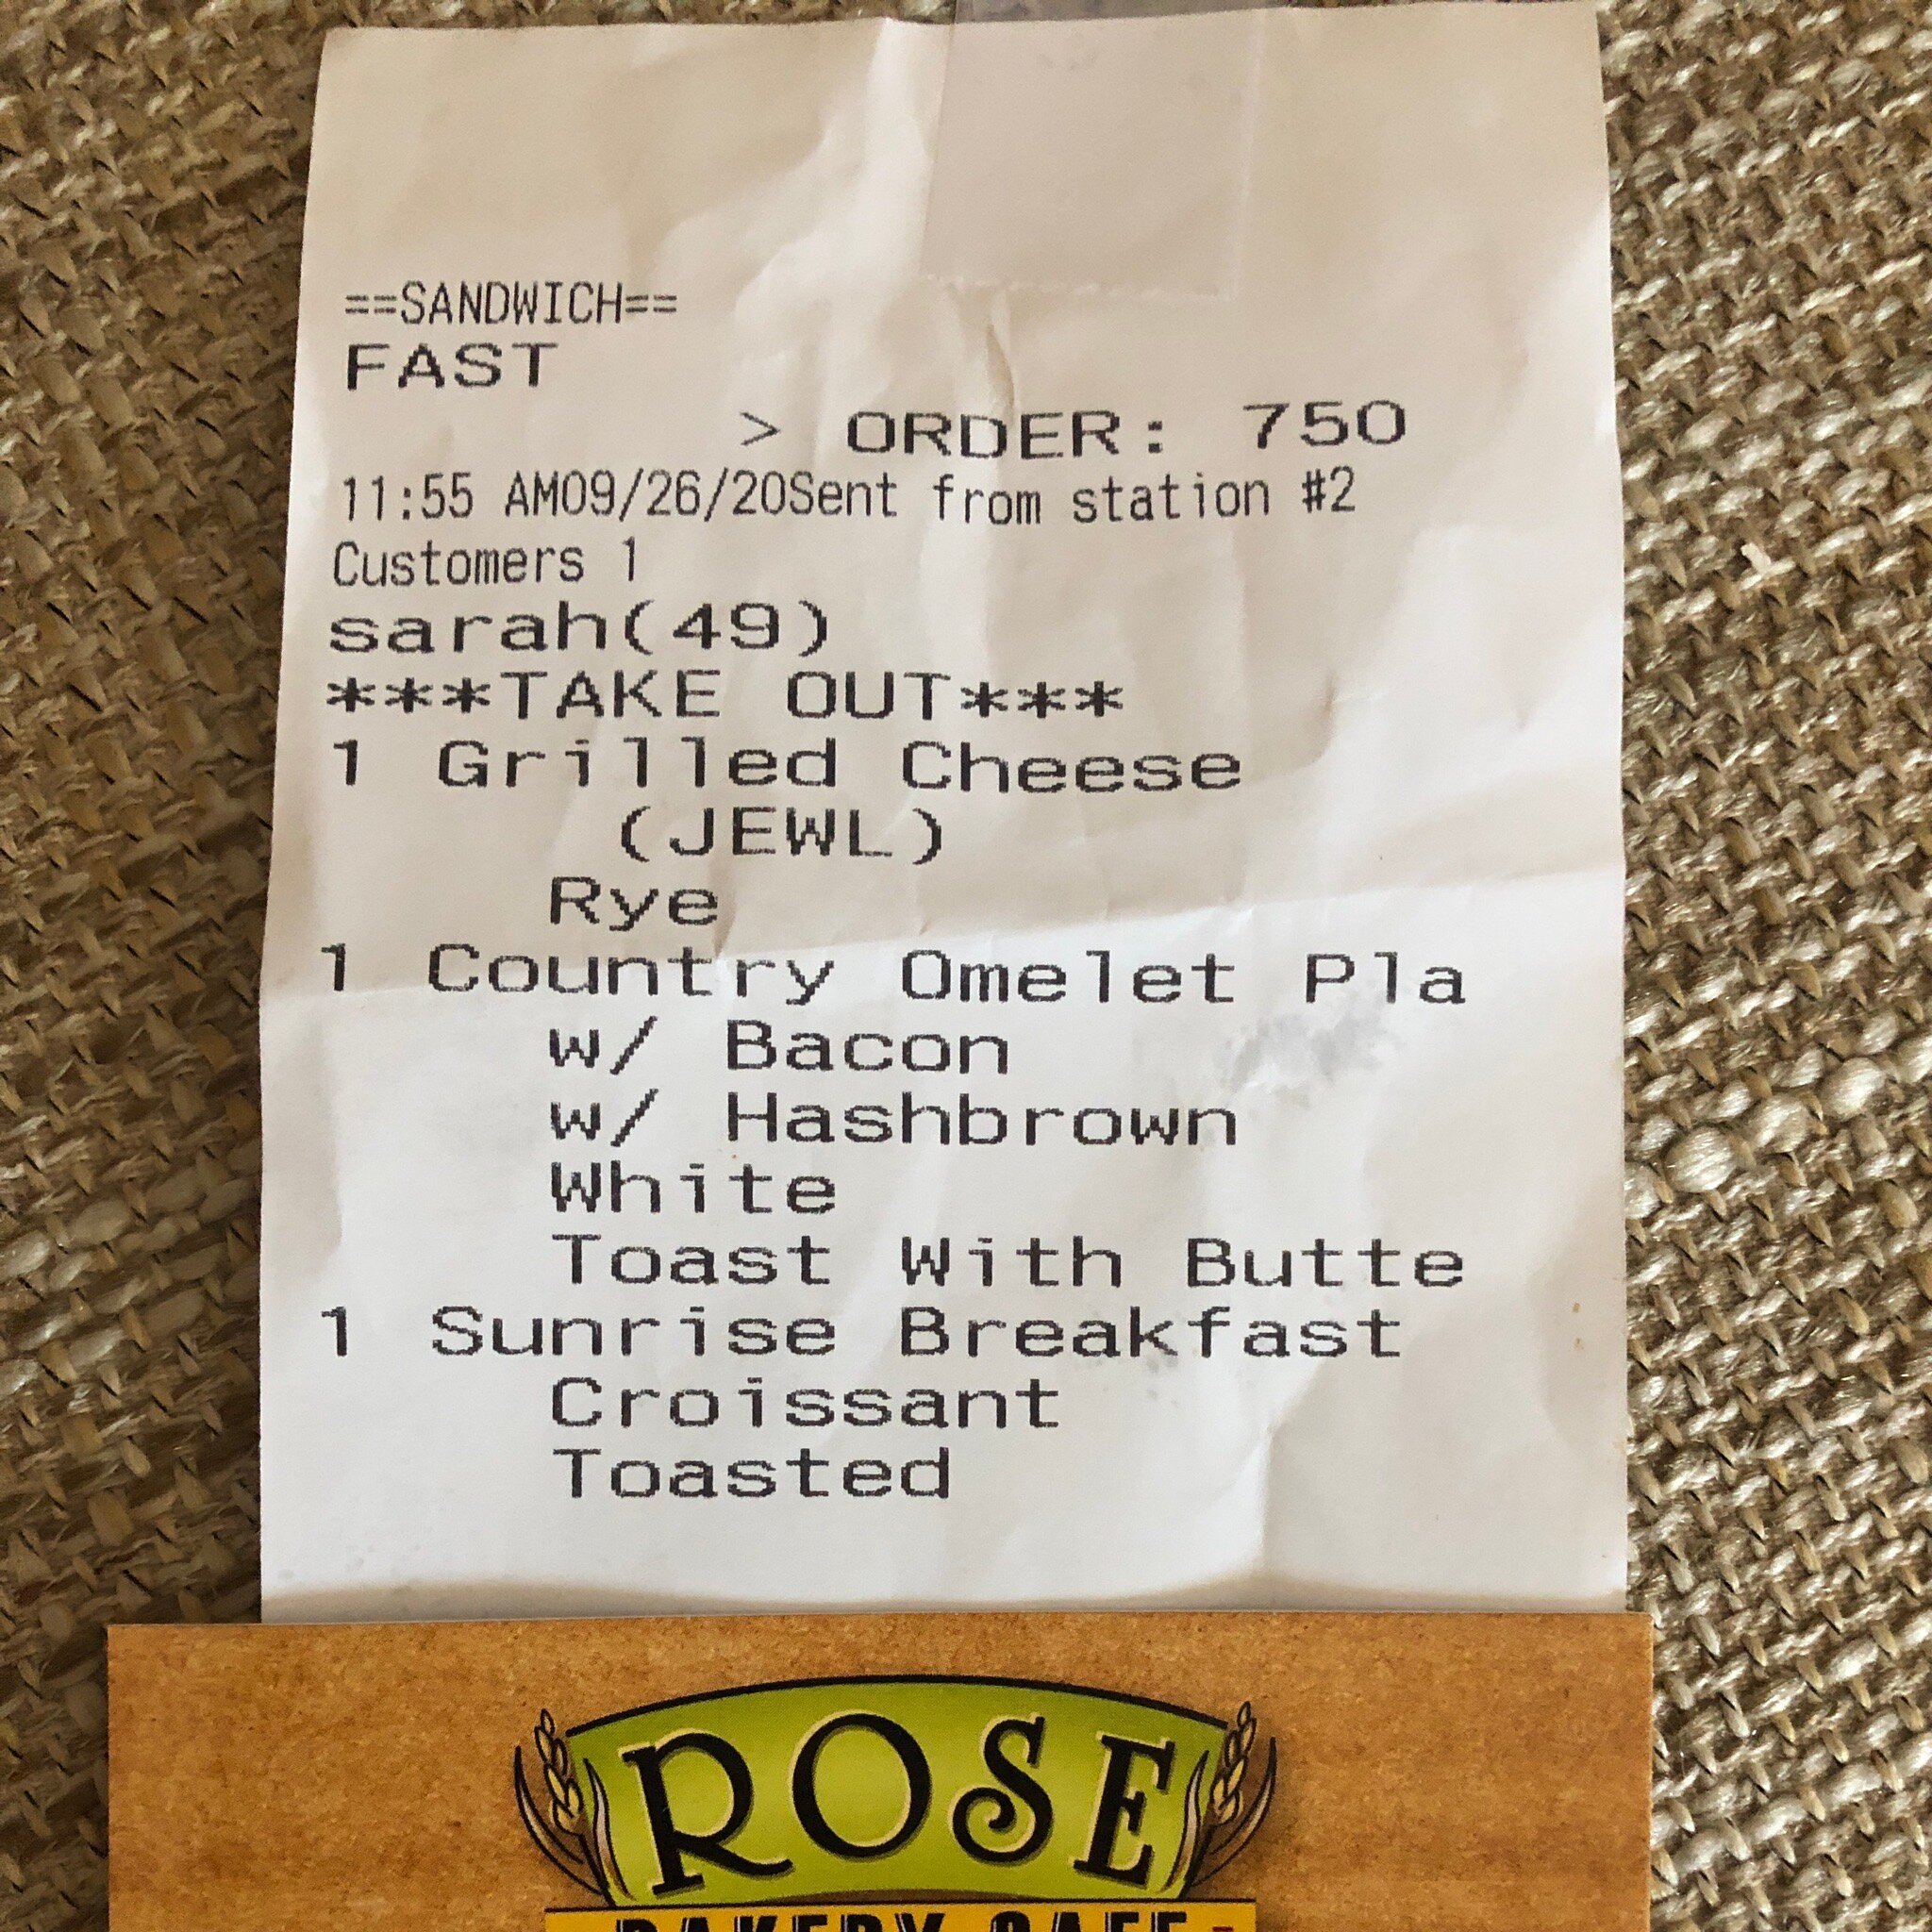 ==SANDWICH==
FAST
> ORDER: 750
11:55 AM09/26/20Sent from station #2
Customers 1
sarah(49)
***TAKE OUT***
1 Grilled Cheese
(JEWL)
Rye
1 Country Omelet Pla
w/ Bacon
w/ Hashbrown
White
Toast With Butte
1 Sunrise Breakfast
Croissant
Toasted
ROSE
BAKERY CAFE